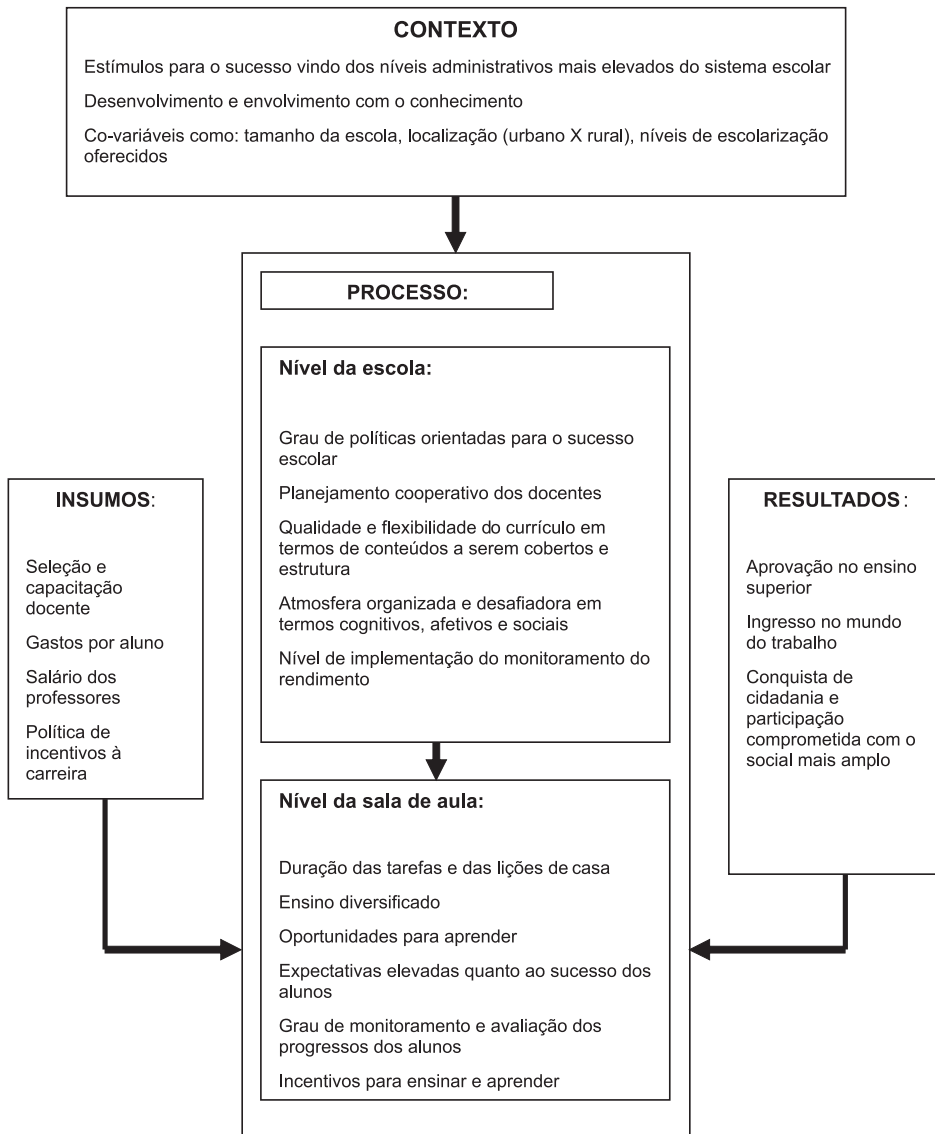 CONTEXTO
Estímulos para o sucesso vindo dos níveis administrativos mais elevados do sistema escolar
Desenvolvimento e envolvimento com o conhecimento
Co-variáveis como: tamanho da escola, localização (urbano X rural), níveis de escolarização
oferecidos
PROCESSO:
Nível da escola:
Grau de políticas orientadas para o sucesso
escolar
Planejamento cooperativo dos docentes
Qualidade e flexibilidade do currículo em
termos de conteúdos a serem cobertos e
estrutura
Atmosfera organizada e desafiadora em
termos cognitivos, afetivos e sociais
Nível de implementação do monitoramento do
rendimento
INSUMOS:
Seleção e
capacitação
docente
Gastos por aluno
Salário dos
professores
Política de
incentivos à
carreira
RESULTADOS:
Aprovação no ensino
superior
Ingresso no mundo
do trabalho
Conquista de
cidadania e
participação
comprometida com o
social mais amplo
Nível da sala de aula:
Duração das tarefas e das lições de casa
Ensino diversificado
Oportunidades para aprender
Expectativas elevadas quanto ao sucesso dos
alunos
Grau de monitoramento e avaliação dos
progressos dos alunos
Incentivos para ensinar e aprender